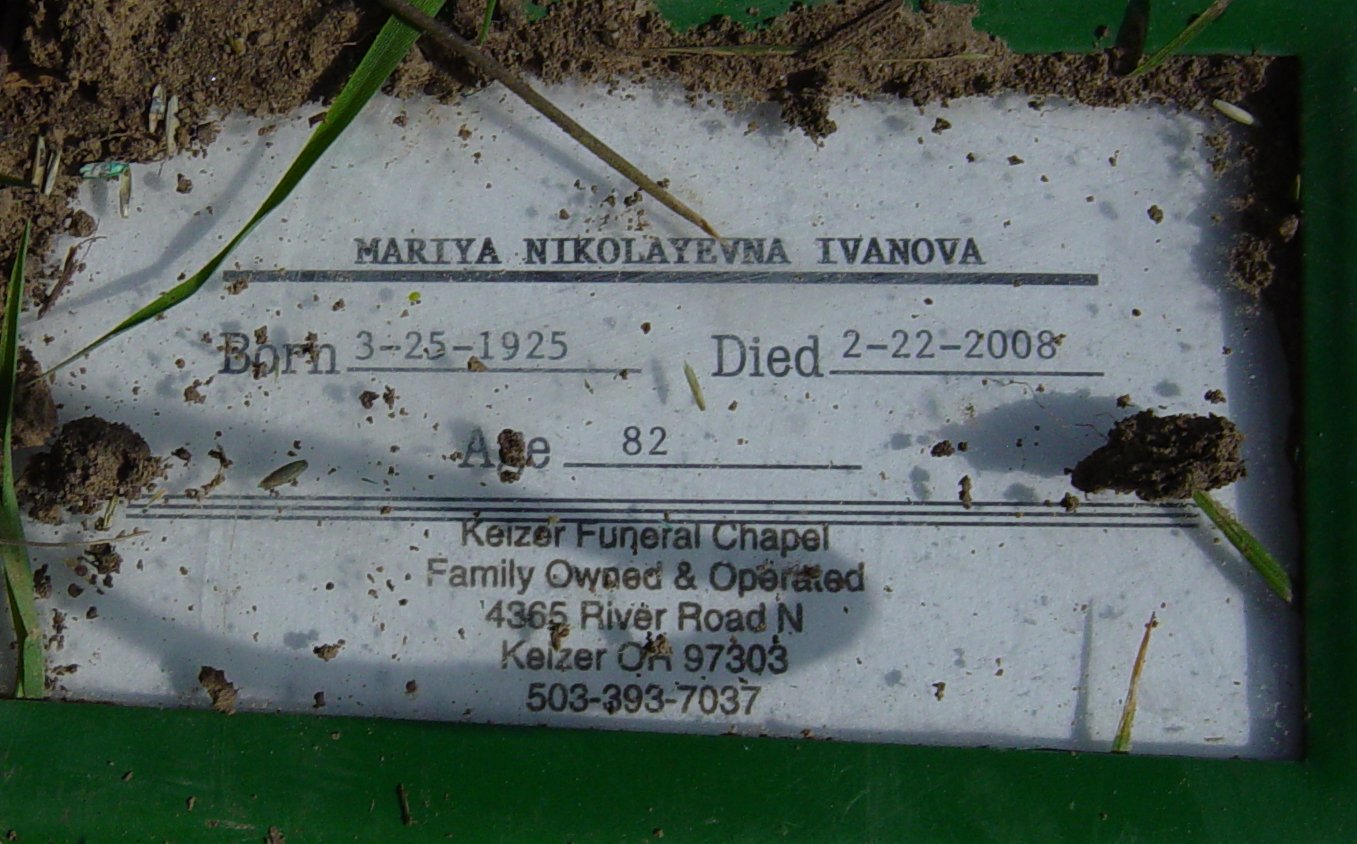 MARIYA NIKOLAYEVNA IVANOVA
Born 3-25-1925 Died 2-22-2008
Age 82
Keizer Funeral Chapel
Family Owned & Operated
4365 River Road N
Keizer OR 97303
503-393-7037